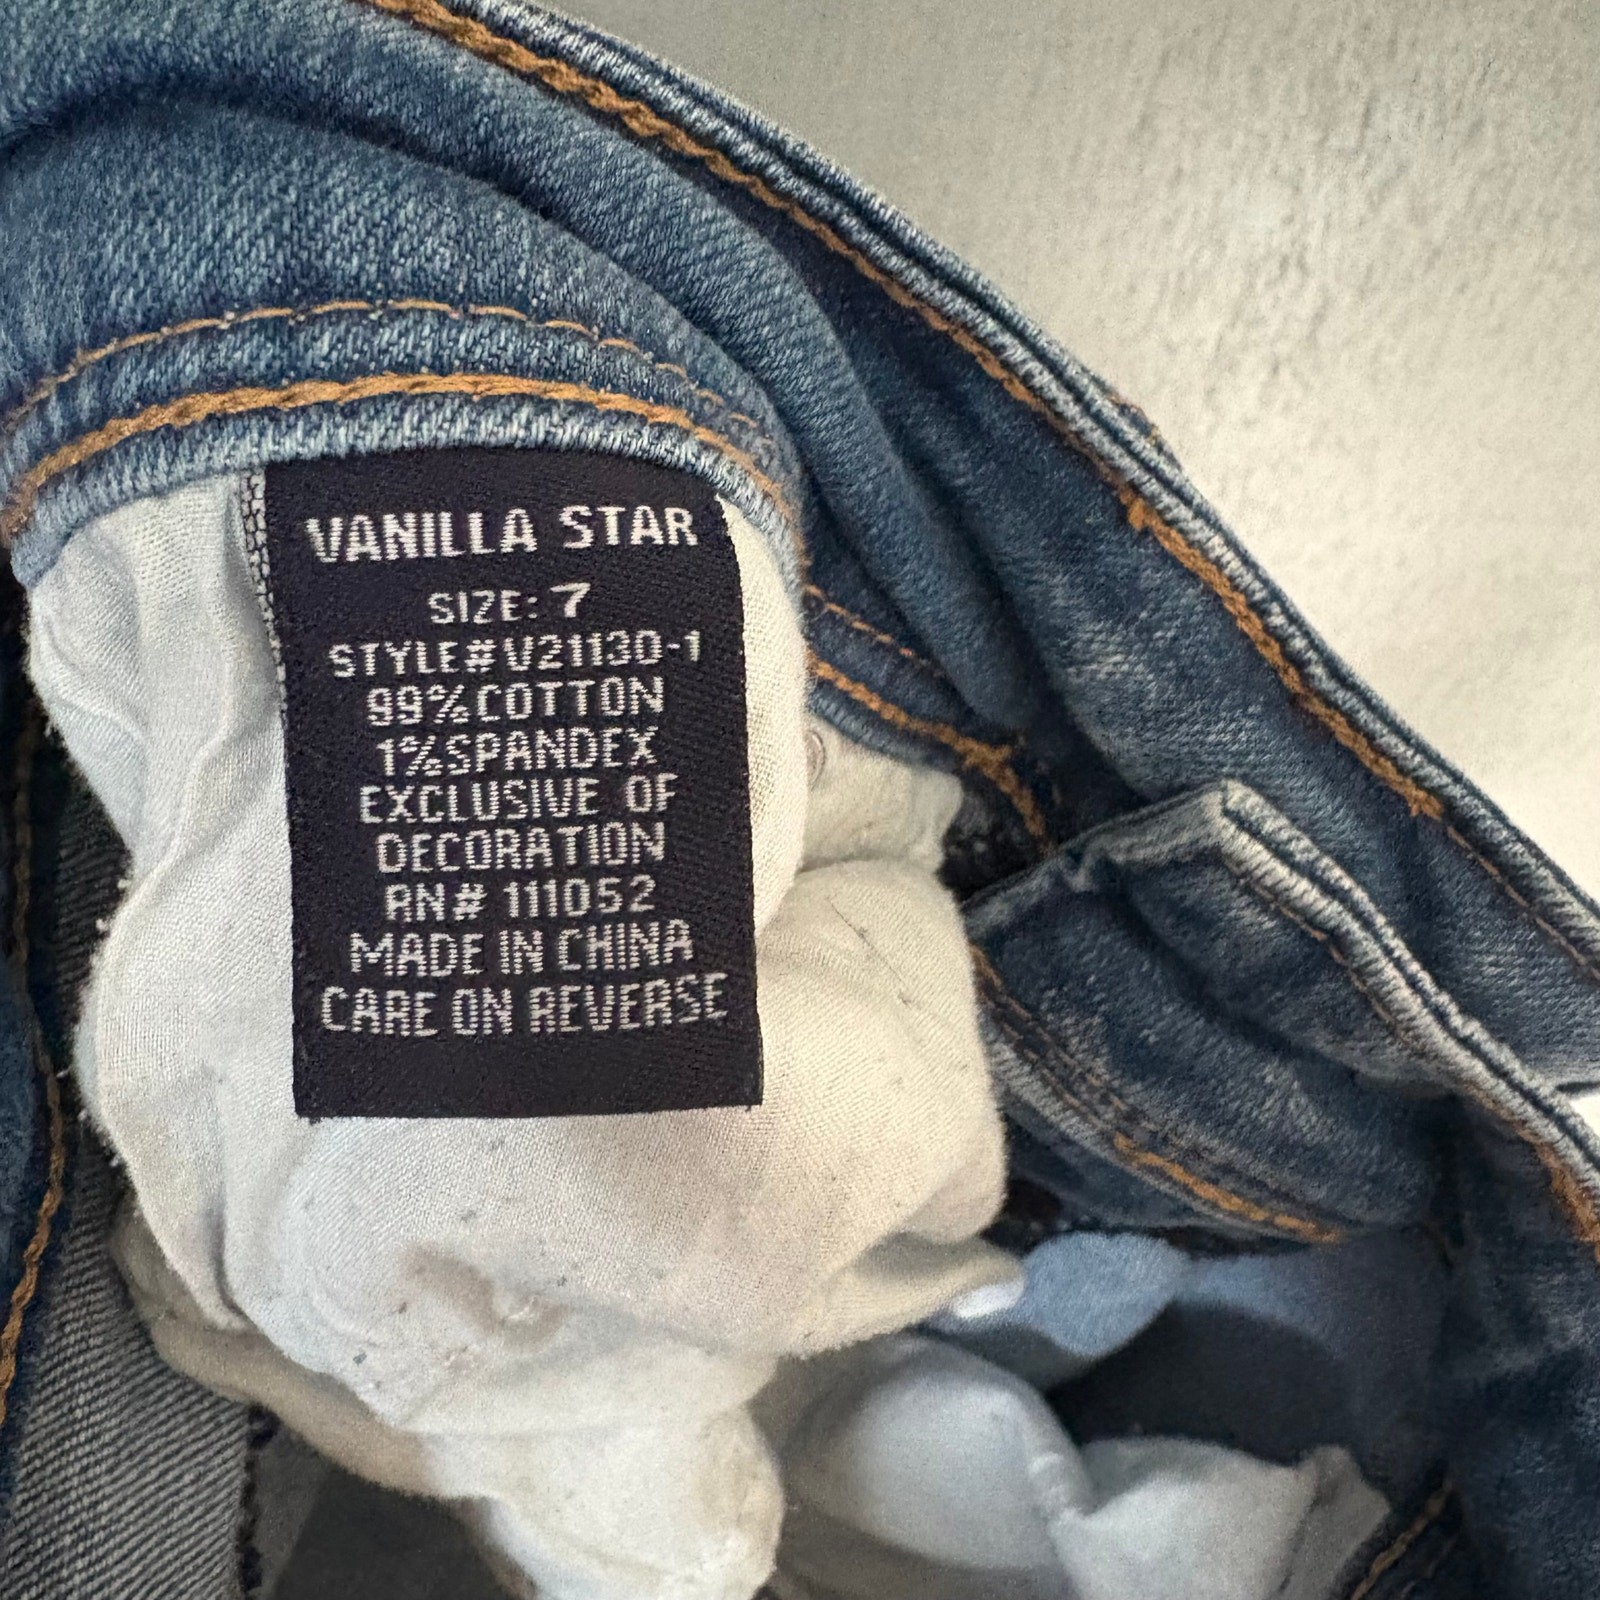 VANILLA STAR
SIZE: 7
STYLE# V21130-1
99% COTTON
1% SPANDEX
EXCLUSIVE OF
DECORATION
RN# 111052
MADE IN CHINA
CARE ON REVERSE